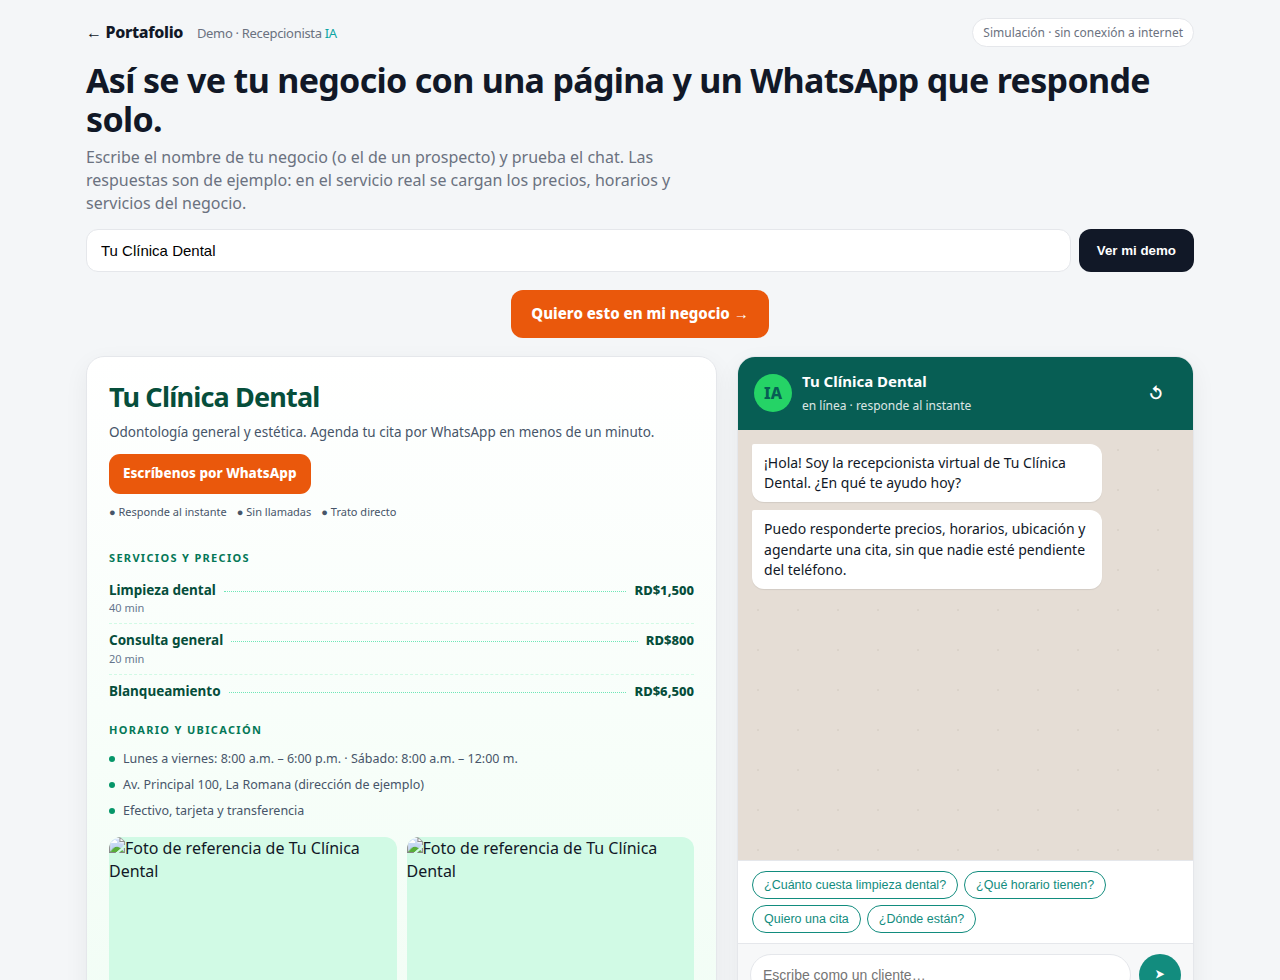 ← Portafolio
Demo · Recepcionista IA
Simulación · sin conexión a internet
Así se ve tu negocio con una página y un WhatsApp que responde
solo.
Escribe el nombre de tu negocio (o el de un prospecto) y prueba el chat. Las
respuestas son de ejemplo: en el servicio real se cargan los precios, horarios y
servicios del negocio.
Tu Clínica Dental
Ver mi demo
Quiero esto en mi negocio →
Tu Clínica Dental
Odontología general y estética. Agenda tu cita por WhatsApp en menos de un minuto.
Escríbenos por WhatsApp
● Responde al instante ● Sin llamadas ● Trato directo
SERVICIOS Y PRECIOS
Limpieza dental RD$1,500
40 min
Consulta general RD$800
20 min
Blanqueamiento RD$6,500
HORARIO Y UBICACIÓN
Lunes a viernes: 8:00 a.m. – 6:00 p.m. · Sábado: 8:00 a.m. – 12:00 m.
Av. Principal 100, La Romana (dirección de ejemplo)
Efectivo, tarjeta y transferencia
Foto de referencia de Tu Clínica
Dental
Foto de referencia de Tu Clínica
Dental
IA
Tu Clínica Dental
en línea · responde al instante
¡Hola! Soy la recepcionista virtual de Tu Clínica
Dental. ¿En qué te ayudo hoy?
Puedo responderte precios, horarios, ubicación y
agendarte una cita, sin que nadie esté pendiente
del teléfono.
¿Cuánto cuesta limpieza dental?
¿Qué horario tienen?
Quiero una cita
¿Dónde están?
Escribe como un cliente…